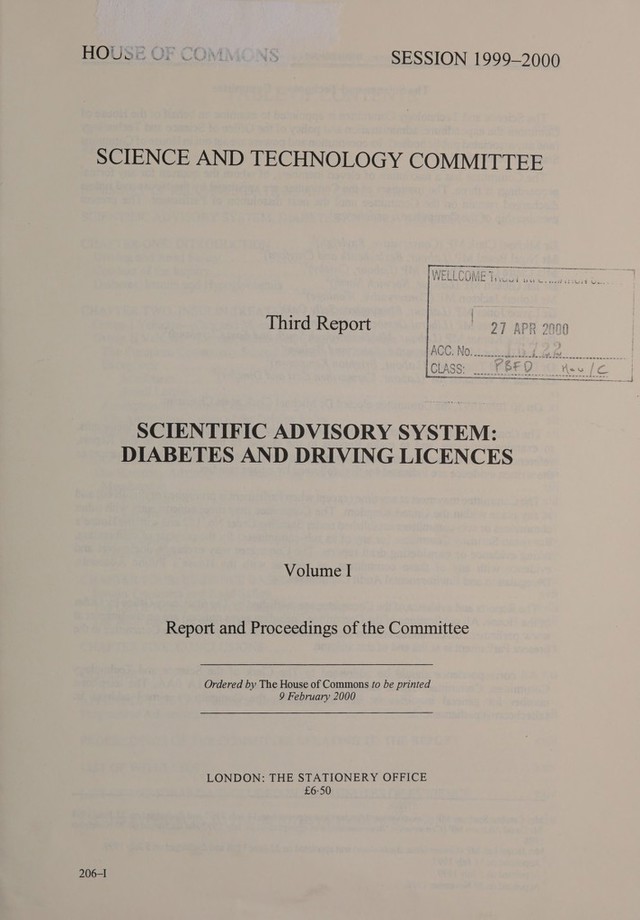 HOUSE OF COMMONS
SESSION 1999–2000
SCIENCE AND TECHNOLOGY COMMITTEE
WELLCOME
Third Report
27 APR 2000
ACC. No.
CLASS: PBFD
SCIENTIFIC ADVISORY SYSTEM:
DIABETES AND DRIVING LICENCES
Volume I
Report and Proceedings of the Committee
Ordered by The House of Commons to be printed
9 February 2000
LONDON: THE STATIONERY OFFICE
£6·50
206–I